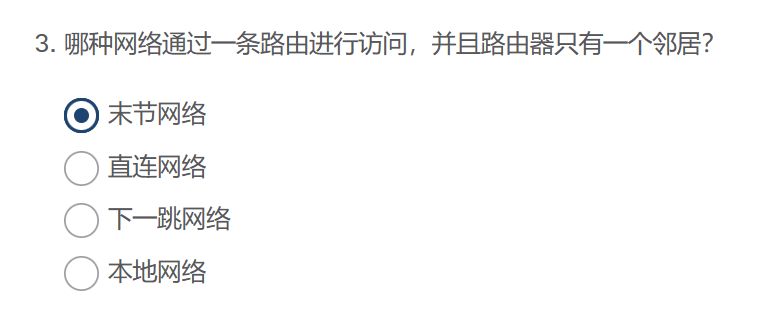 3. 哪种网络通过一条路由进行访问，并且路由器只有一个邻居？
末节网络
直连网络
下一跳网络
本地网络